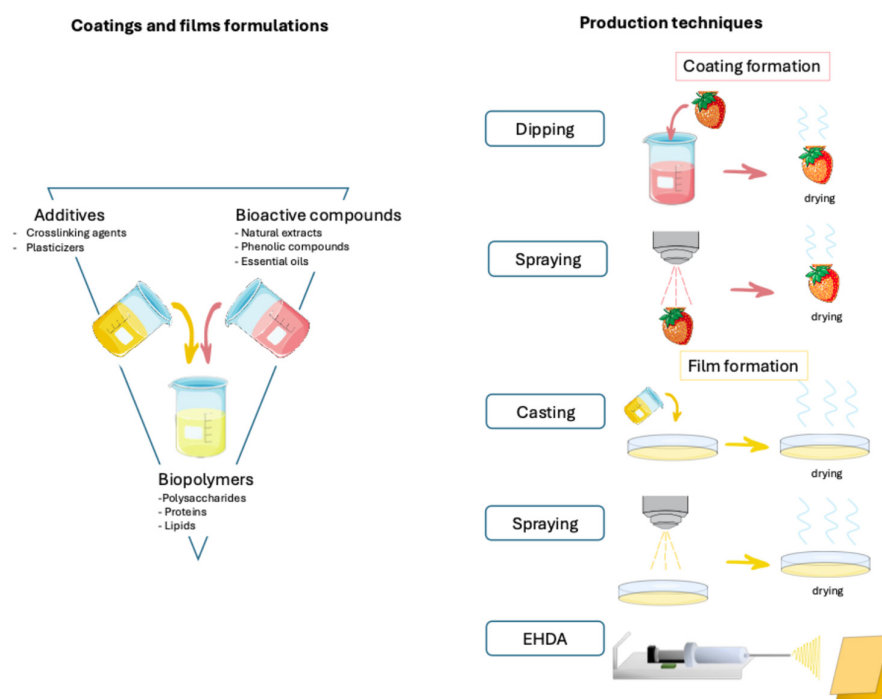 Coatings and films formulations
Additives
- Crosslinking agents
- Plasticizers
Bioactive compounds
- Natural extracts
- Phenolic compounds
- Essential oils
Biopolymers
-Polysaccharides
- Proteins
- Lipids
Production techniques
Coating formation
Dipping
drying
Spraying
drying
Film formation
Casting
drying
Spraying
drying
EHDA